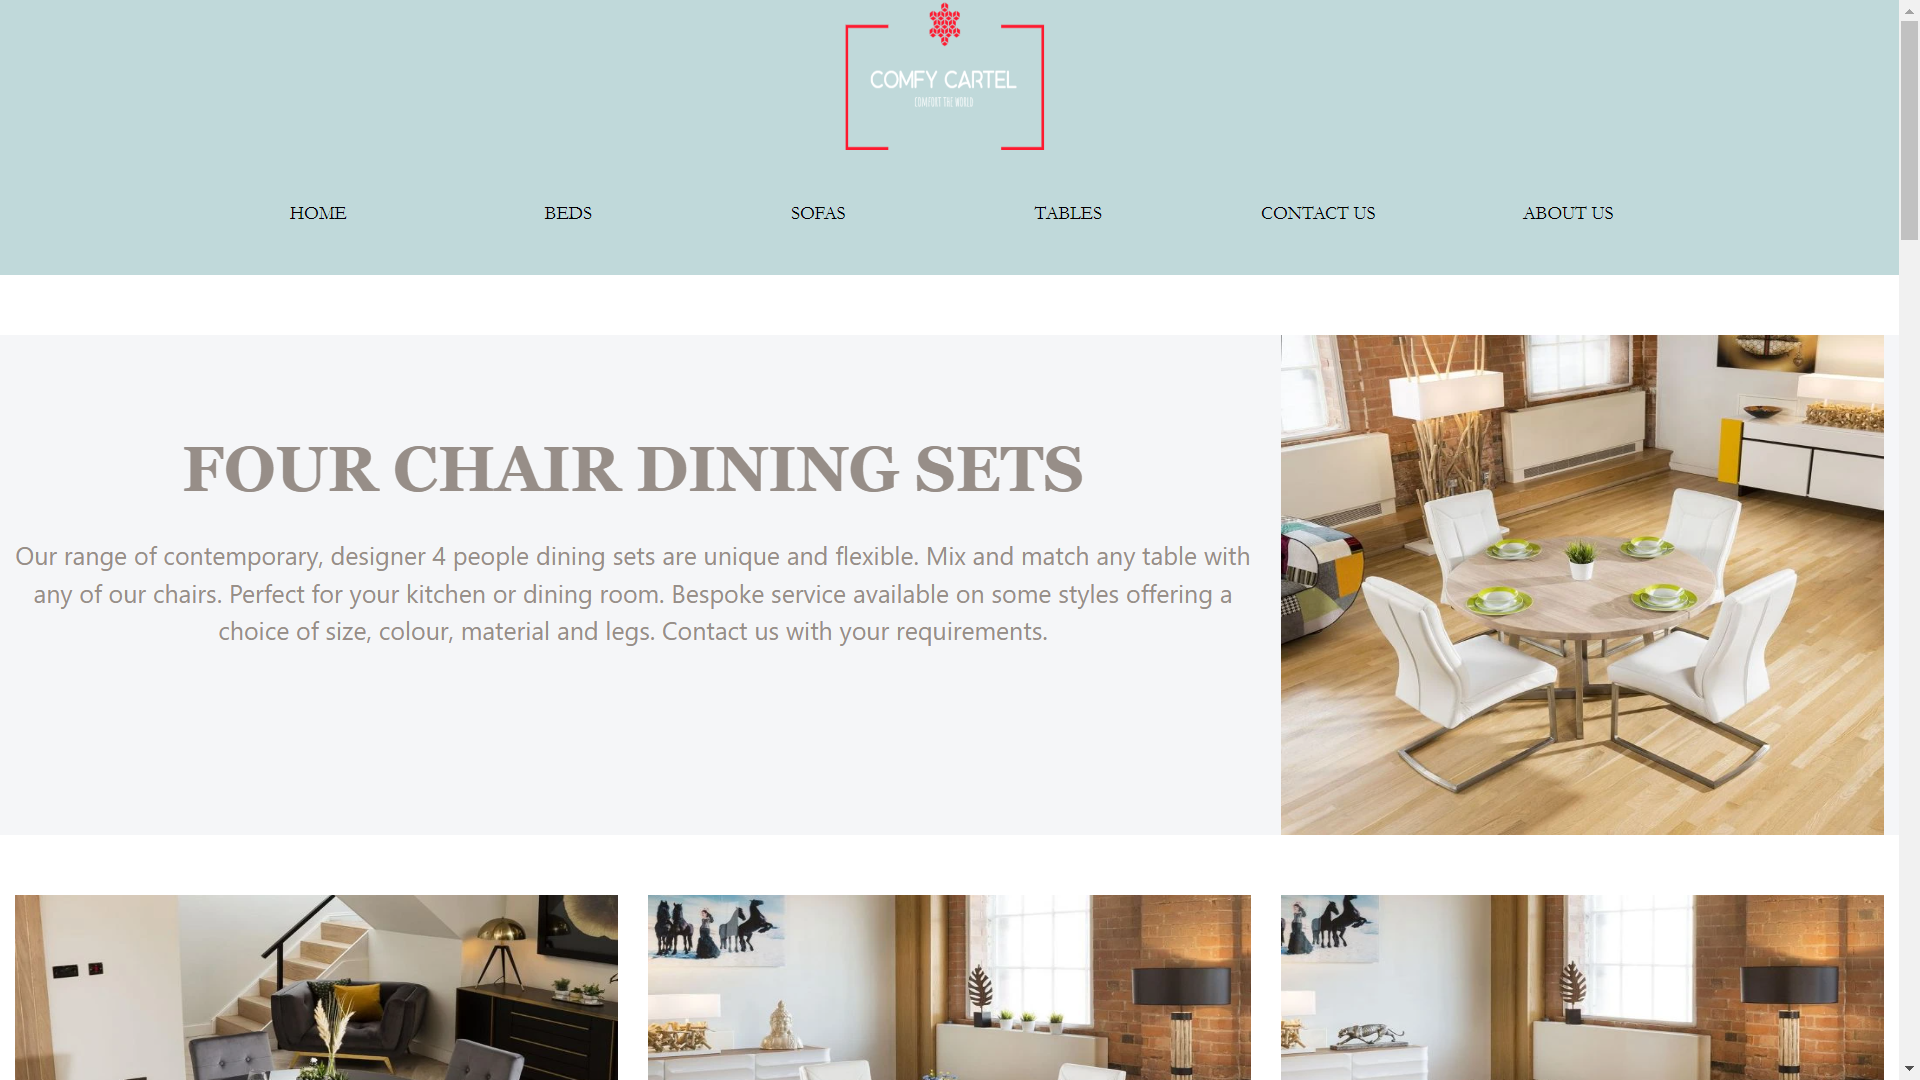 COMFY CARTEL
COMFORT THE WORLD
HOME BEDS SOFAS TABLES CONTACT US ABOUT US
FOUR CHAIR DINING SETS
Our range of contemporary, designer 4 people dining sets are unique and flexible. Mix and match any table with
any of our chairs. Perfect for your kitchen or dining room. Bespoke service available on some styles offering a
choice of size, colour, material and legs. Contact us with your requirements.